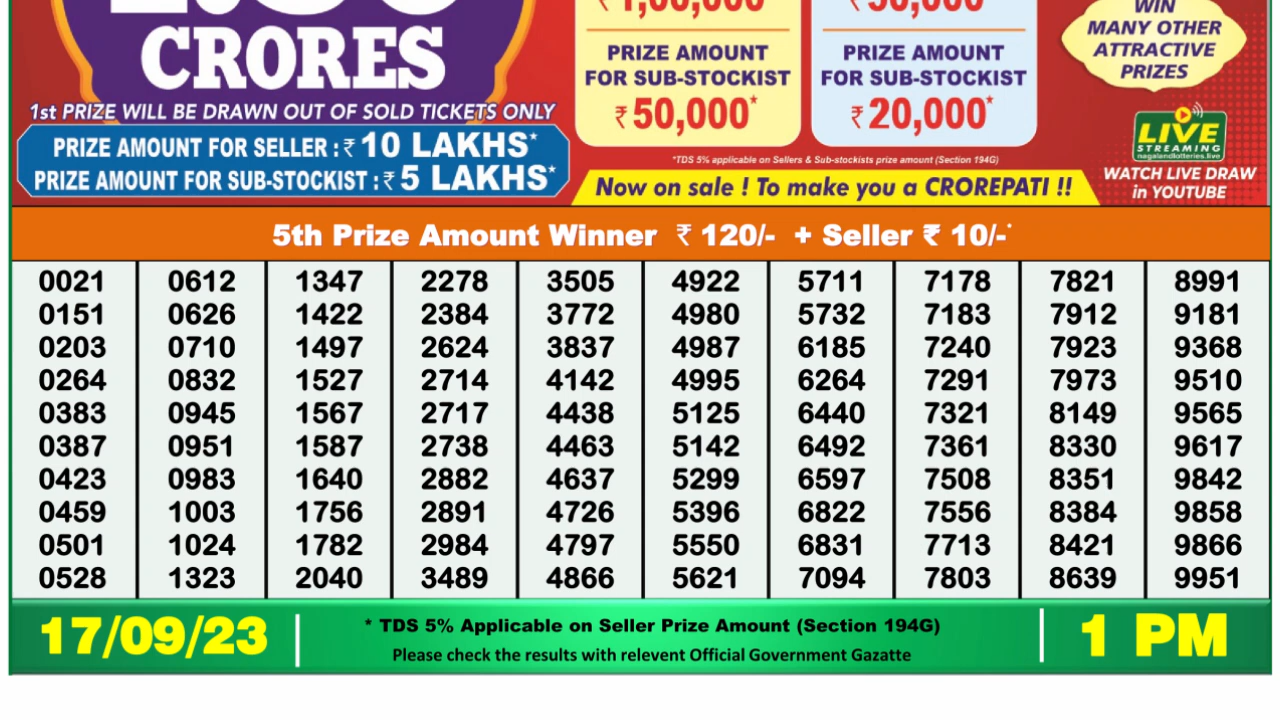 CRORES
1st PRIZE WILL BE DRAWN OUT OF SOLD TICKETS ONLY
PRIZE AMOUNT FOR SELLER : ₹ 10 LAKHS*
PRIZE AMOUNT FOR SUB-STOCKIST : ₹ 5 LAKHS*
PRIZE AMOUNT
FOR SUB-STOCKIST
₹ 50,000*
PRIZE AMOUNT
FOR SUB-STOCKIST
₹ 20,000*
*TDS 5% applicable on Sellers & Sub-stockists prize amount (Section 194G)
Now on sale ! To make you a CROREPATI !!
WIN
MANY OTHER
ATTRACTIVE
PRIZES
LIVE
STREAMING
nagalandlotteries.live
WATCH LIVE DRAW
in YOUTUBE
5th Prize Amount Winner ₹ 120/- + Seller ₹ 10/-*
0021 0612 1347 2278 3505 4922 5711 7178 7821 8991
0151 0626 1422 2384 3772 4980 5732 7183 7912 9181
0203 0710 1497 2624 3837 4987 6185 7240 7923 9368
0264 0832 1527 2714 4142 4995 6264 7291 7973 9510
0383 0945 1567 2717 4438 5125 6440 7321 8149 9565
0387 0951 1587 2738 4463 5142 6492 7361 8330 9617
0423 0983 1640 2882 4637 5299 6597 7508 8351 9842
0459 1003 1756 2891 4726 5396 6822 7556 8384 9858
0501 1024 1782 2984 4797 5550 6831 7713 8421 9866
0528 1323 2040 3489 4866 5621 7094 7803 8639 9951
17/09/23
* TDS 5% Applicable on Seller Prize Amount (Section 194G)
Please check the results with relevent Official Government Gazatte
1 PM